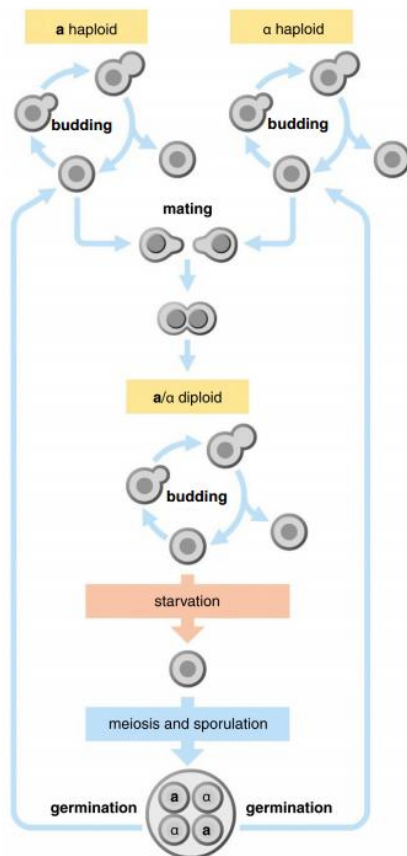 a haploid
α haploid
budding
budding
mating
a/α diploid
budding
starvation
meiosis and sporulation
germination
a α
α a
germination